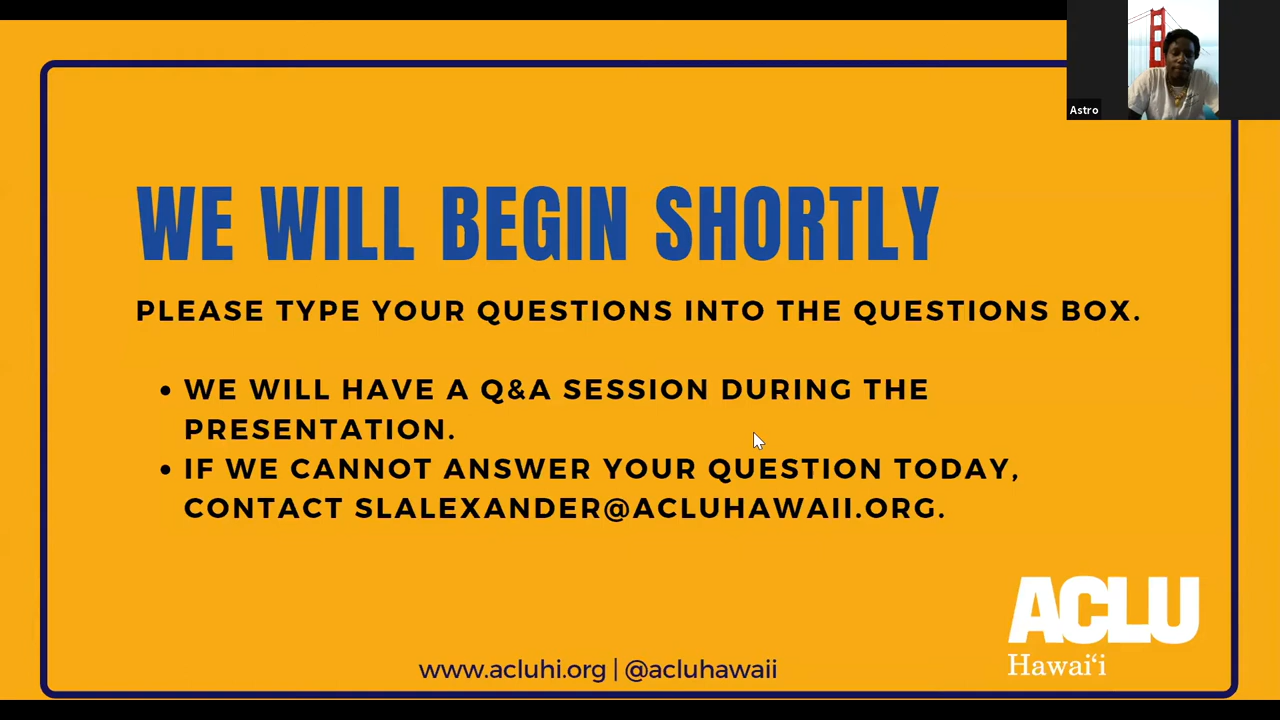 Astro
WE WILL BEGIN SHORTLY
PLEASE TYPE YOUR QUESTIONS INTO THE QUESTIONS BOX.
• WE WILL HAVE A Q&A SESSION DURING THE
PRESENTATION.
• IF WE CANNOT ANSWER YOUR QUESTION TODAY,
CONTACT SLALEXANDER@ACLUHAWAII.ORG.
ACLU
Hawaiʻi
www.acluhi.org | @acluhawaii